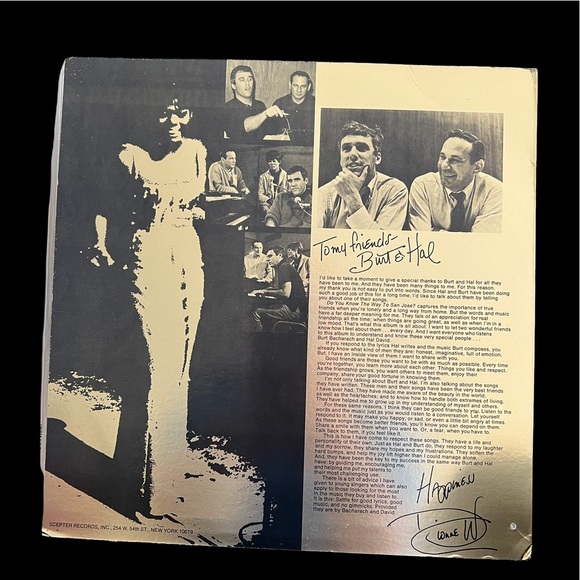 To my friends-
Burt & Hal
I'd like to take a moment to give a special thanks to Burt and Hal for all they
have been to me. And they have been many things to me. For this reason,
my thank you is not easy to put into words. Since Hal and Burt have been doing
such a good job of this for a long time, I'd like to talk about them by telling
you about one of their songs.
Do You Know The Way To San Jose? captures the importance of true
friends when you're lonely and a long way from home. But the words and music
have a far deeper meaning for me. They talk of an appreciation for real
friendship all the time; when things are going great, as well as when I'm in a
low mood. That's what this album is all about. I want to let two wonderful friends
know how I feel about them . . . every day. And I want everyone who listens
to this album to understand and know these very special people . . .
Burt Bacharach and Hal David.
If you respond to the lyrics Hal writes and the music Burt composes, you
already know what kind of men they are: honest, imaginative, full of emotion.
But, I have an inside view of them I want to share with you.
Good friends are those you want to be with as much as possible. Every time
you're together you learn more about each other. Things you like and respect.
As the friendship grows, you want others to meet them, enjoy their
company, share your good fortune in knowing them.
I'm not only talking about Burt and Hal. I'm also talking about the songs
they have written. These men and their songs have been the very best friends
I have ever had. They have made me aware of the beauty in the world,
as well as the heartaches; and to know how to handle both extremes of living.
They have helped me to grow up in my understanding of myself and others.
For these same reasons, I think they can be good friends to you. Listen to the
words and the music just as you would listen to a conversation. Let yourself
respond to it. It may make you happy, or sad, or even a little bit angry at times.
As these songs become better friends, you'll know you can depend on them.
Share a smile with them when you want to. Or, a tear, when you have to.
Talk back to them, if you feel like it.
This is how I have come to respect these songs. They have a life and
personality of their own. Just as Hal and Burt do, they respond to my laughter
and my sorrow, they share my hopes and my frustrations. They soften the
hard bumps, and help my joy lift higher than I could manage alone.
And, they have been the key to my success in the same way Burt and Hal
have; by guiding me, encouraging me,
and helping me put my talents to
their most challenging use.
There is a bit of advice I have
given to young singers which can also
apply to those looking for the most
in the music they buy and listen to.
It is this: Settle for good lyrics, good
music, and no gimmicks: Provided
they are by Bacharach and David.
Happiness
Dionne W
SCEPTER RECORDS, INC., 254 W. 54th ST., NEW YORK 10019